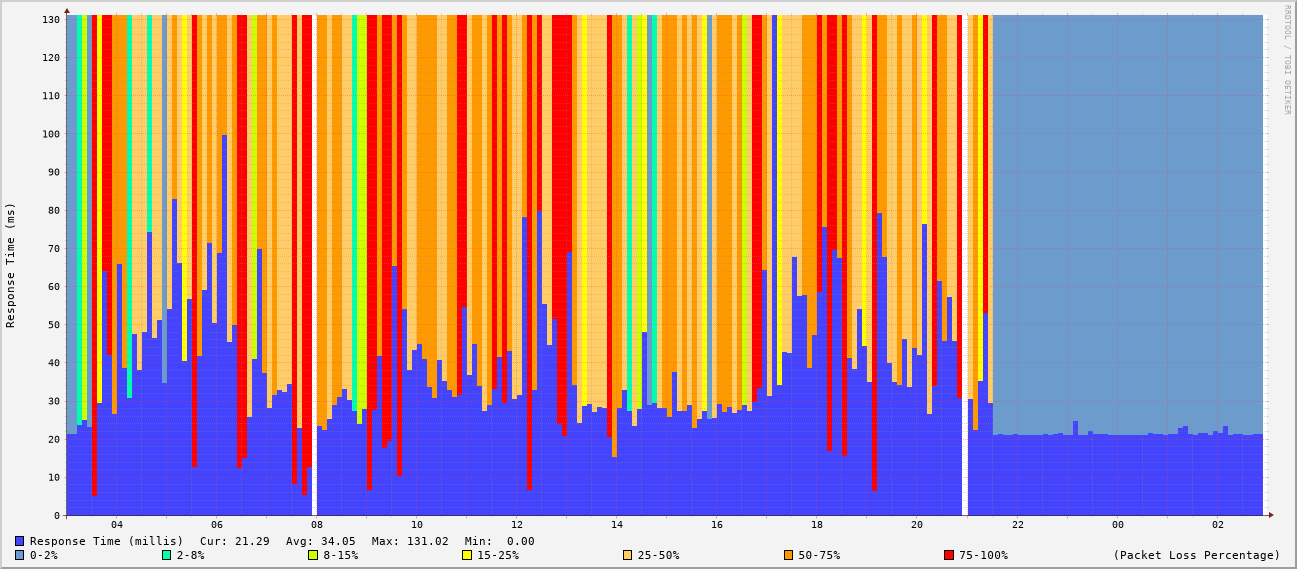 RRDTOOL / TOBI OETIKER
Response Time (ms)
130
120
110
100
90
80
70
60
50
40
30
20
10
0
04 06 08 10 12 14 16 18 20 22 00 02
Response Time (millis) Cur: 21.29 Avg: 34.05 Max: 131.02 Min: 0.00
0-2% 2-8% 8-15% 15-25% 25-50% 50-75% 75-100% (Packet Loss Percentage)